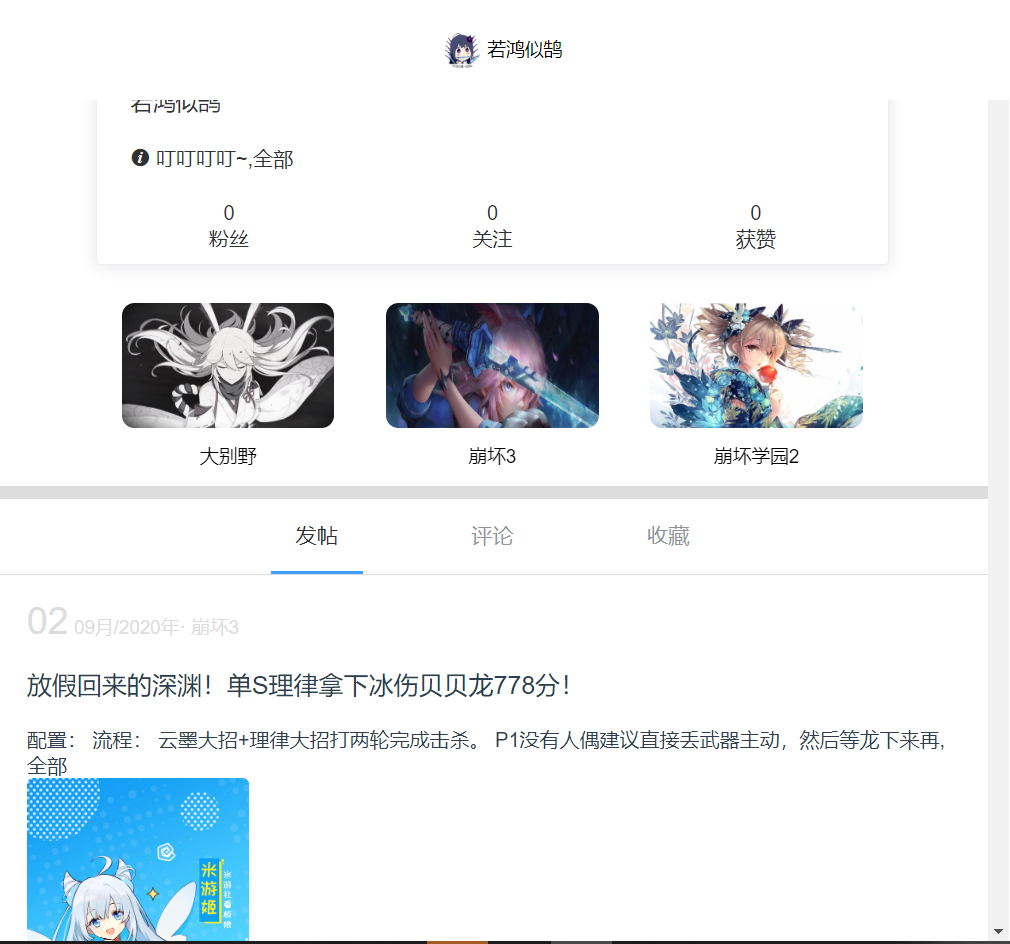 若鸿似鹄
若鸿似鹄
叮叮叮叮~,全部
0 0 0
粉丝 关注 获赞
大别野 崩坏3 崩坏学园2
发帖 评论 收藏
02 09月/2020年· 崩坏3
放假回来的深渊！单S理律拿下冰伤贝贝龙778分！
配置： 流程： 云墨大招+理律大招打两轮完成击杀。 P1没有人偶建议直接丢武器主动，然后等龙下来再,
全部
米游姬
米游社看板娘